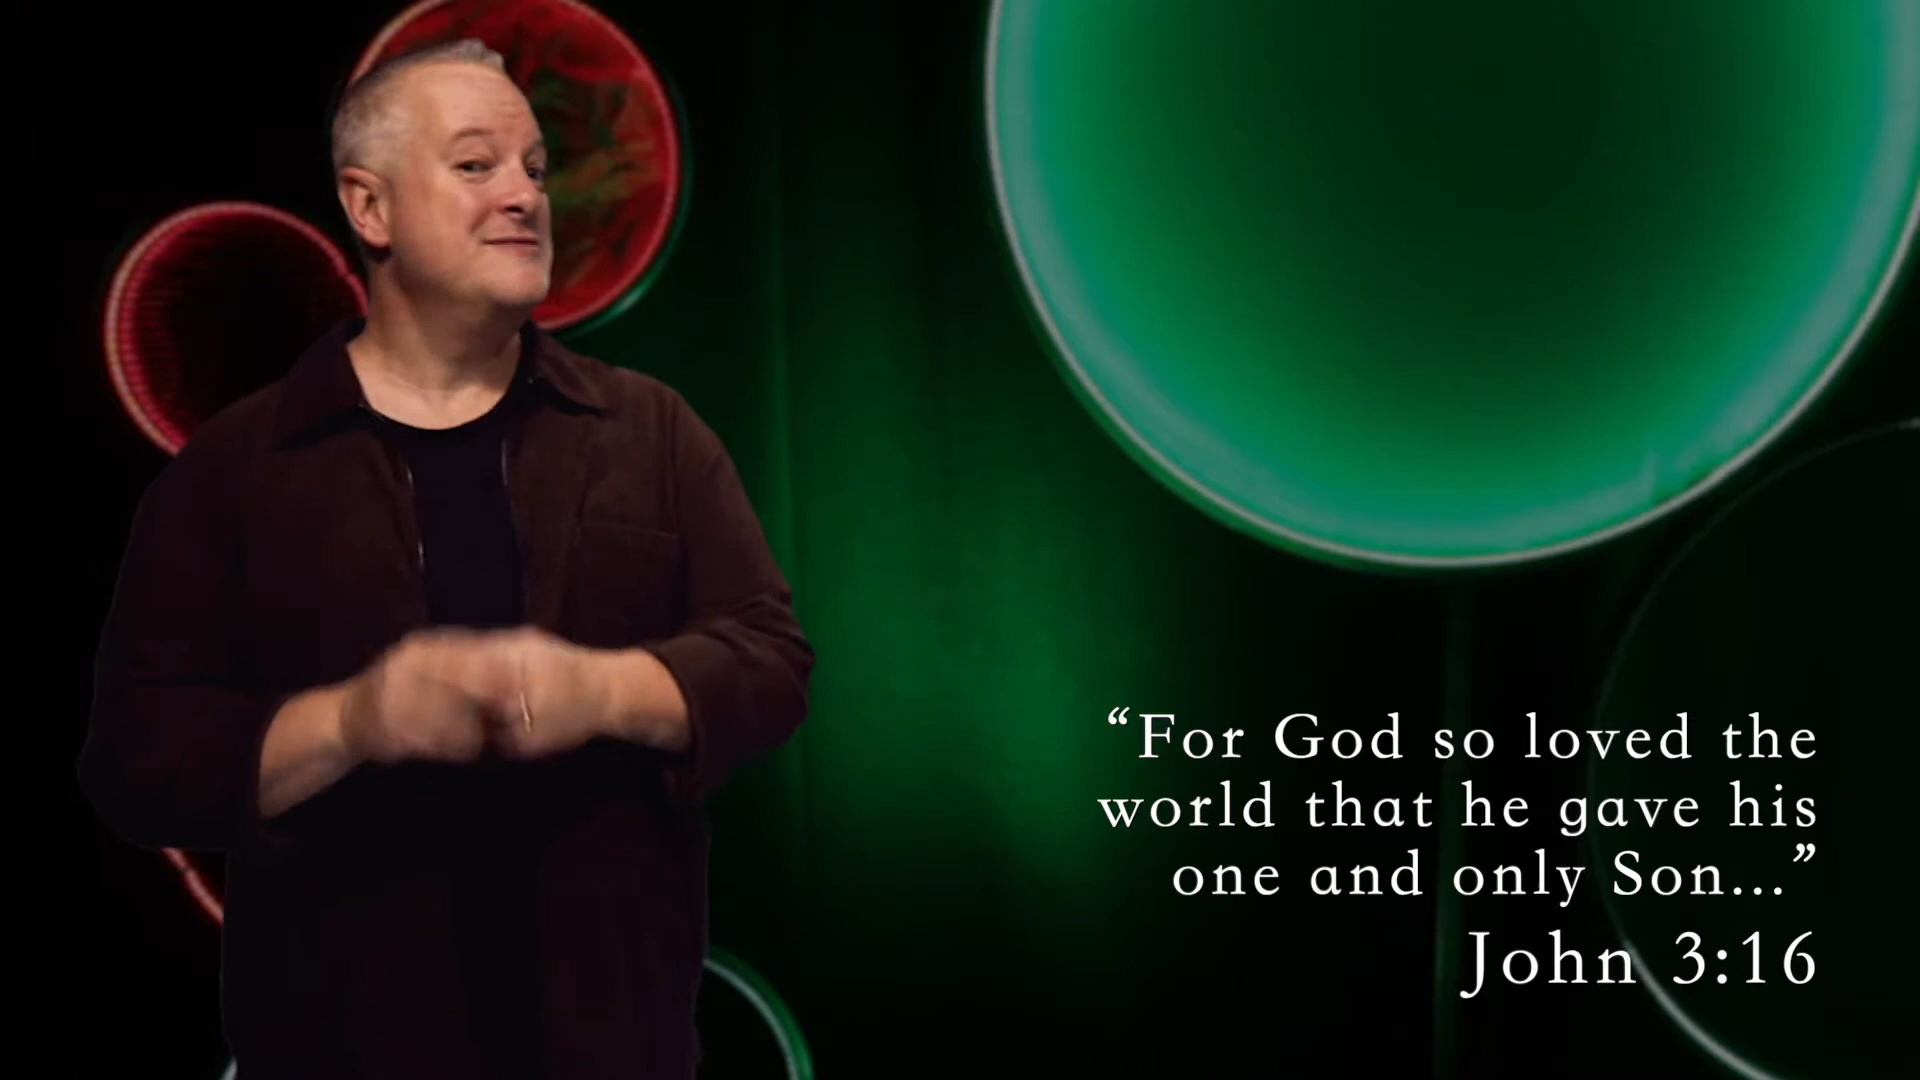 “For God so loved the
world that he gave his
one and only Son...”
John 3:16